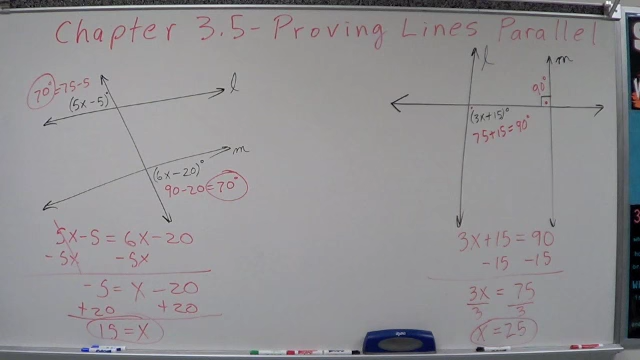 Chapter 3.5- Proving Lines Parallel
70°=75-5
(5x-5)°
l
(6x-20)°
m
90-20=70°
5x-5=6x-20
-5x -5x
-5=x-20
+20 +20
15=x
l
m
90°
(3x+15)°
75+15=90°
3x+15=90
-15 -15
3x = 75
3 3
x=25